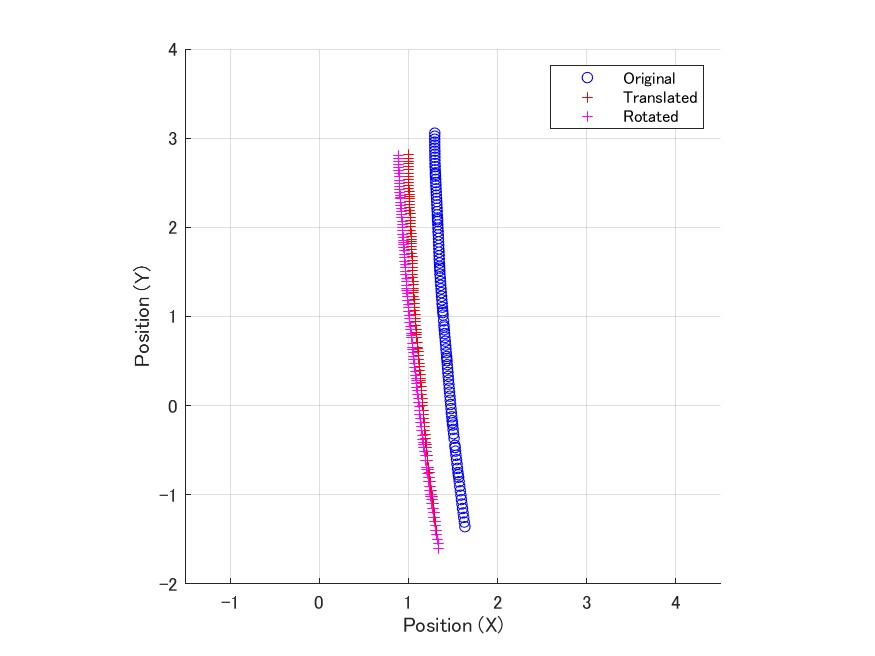 4
Original
Translated
Rotated
3
2
1
0
−1
−2
Position (Y)
−1 0 1 2 3 4
Position (X)